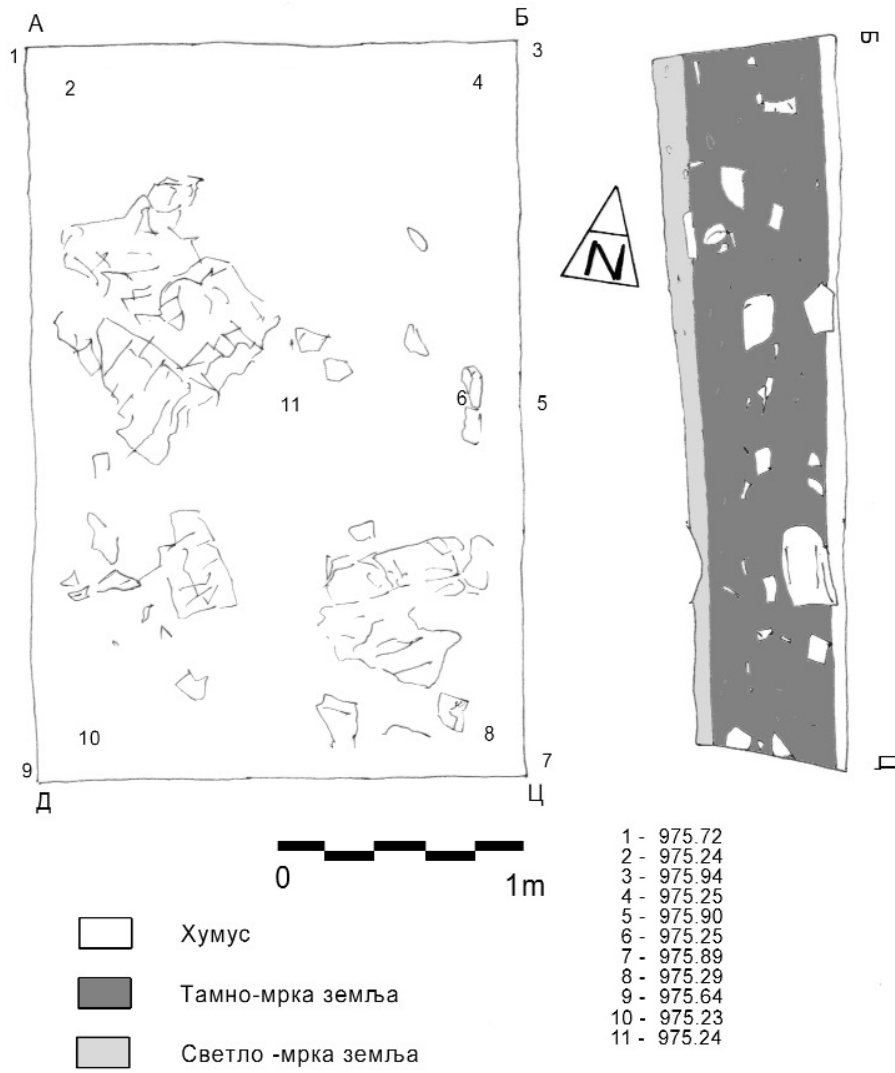 А
Б
Б
1
3
2
4
N
11
6
5
10
8
9
7
Д
Ц
Ц
0
1m
1 - 975.72
2 - 975.24
3 - 975.94
4 - 975.25
5 - 975.90
6 - 975.25
7 - 975.89
8 - 975.29
9 - 975.64
10 - 975.23
11 - 975.24
Хумус
Тамно-мрка земља
Светло -мрка земља